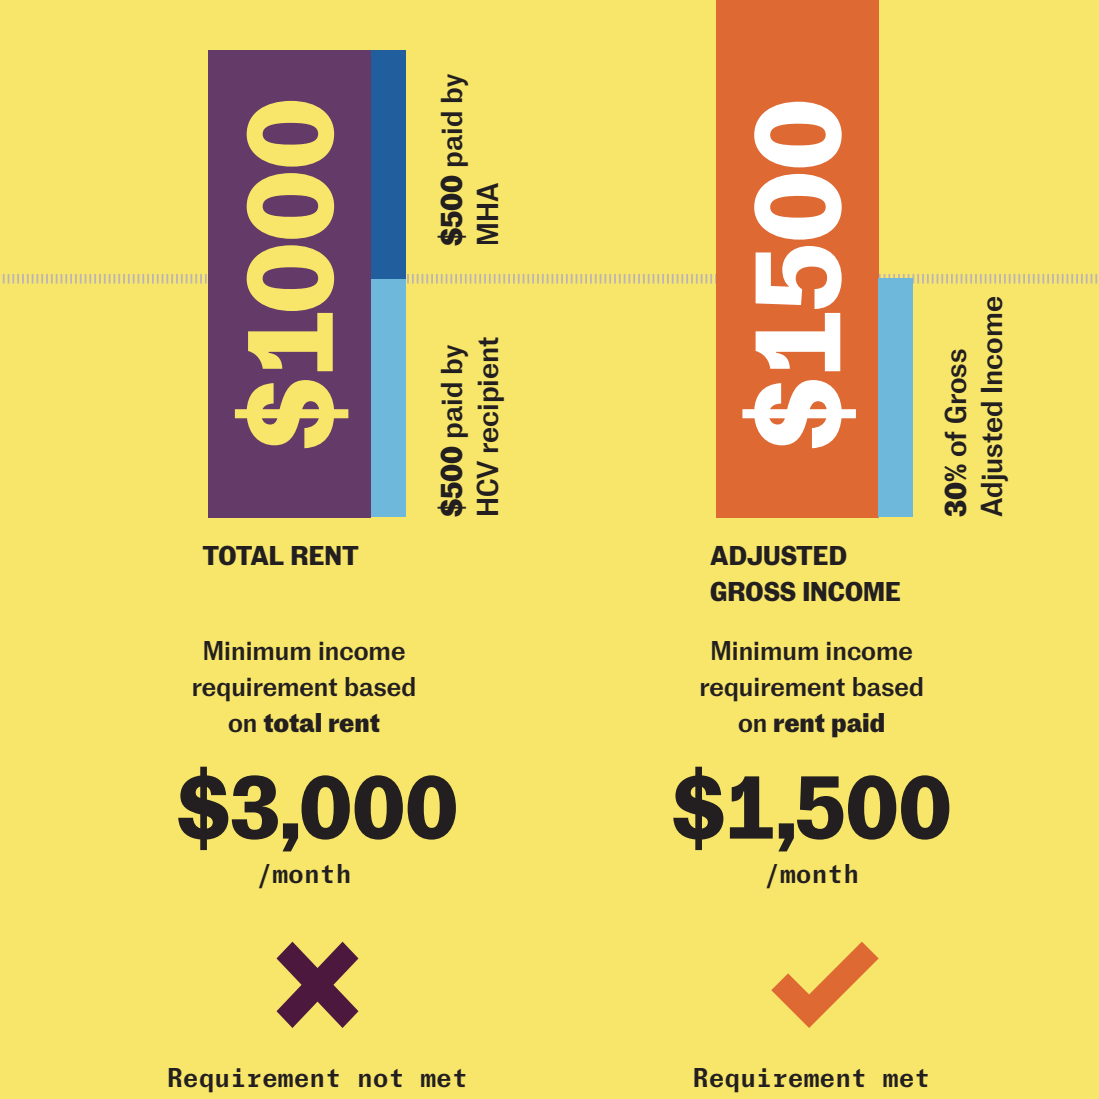 $1000
$500 paid by
MHA
$500 paid by
HCV recipient
TOTAL RENT
Minimum income
requirement based
on total rent
$3,000
/month
Requirement not met
$1500
30% of Gross
Adjusted Income
ADJUSTED
GROSS INCOME
Minimum income
requirement based
on rent paid
$1,500
/month
Requirement met